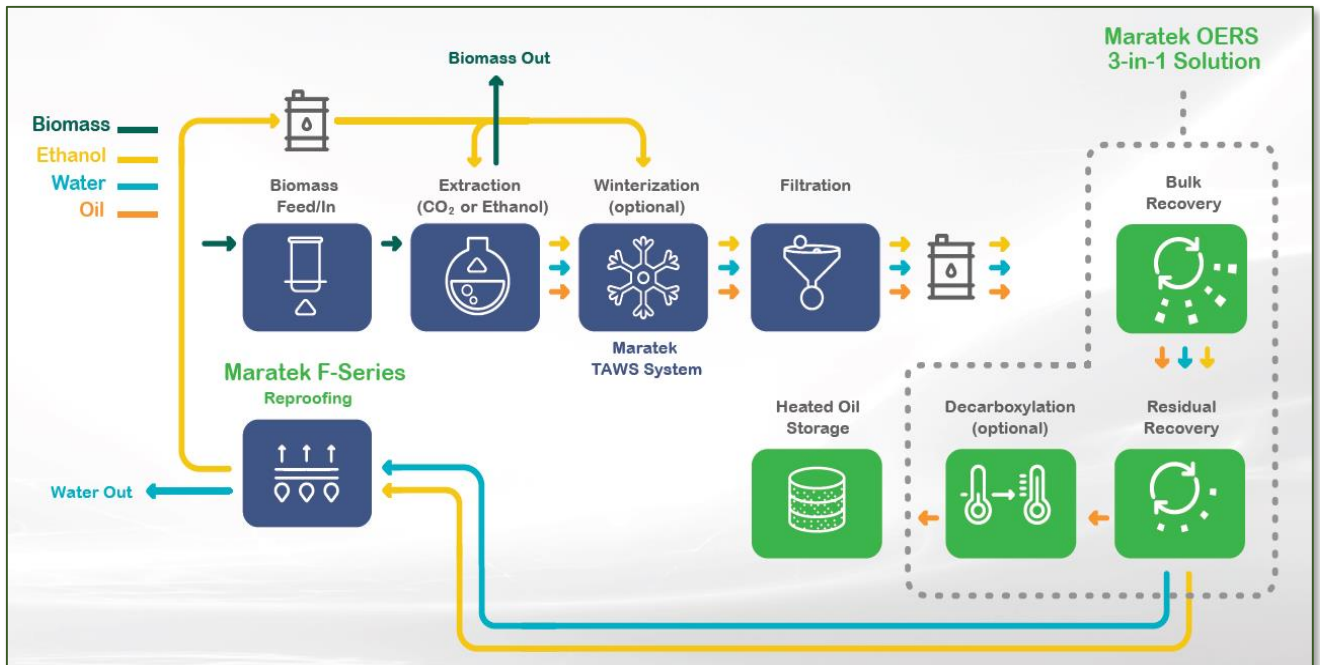 Maratek OERS
3-in-1 Solution
Biomass Out
Biomass
Ethanol
Water
Oil
Biomass
Feed/In
Extraction
(CO₂ or Ethanol)
Winterization
(optional)
Filtration
Bulk
Recovery
Maratek
TAWS System
Maratek F-Series
Reproofing
Heated Oil
Storage
Decarboxylation
(optional)
Residual
Recovery
Water Out